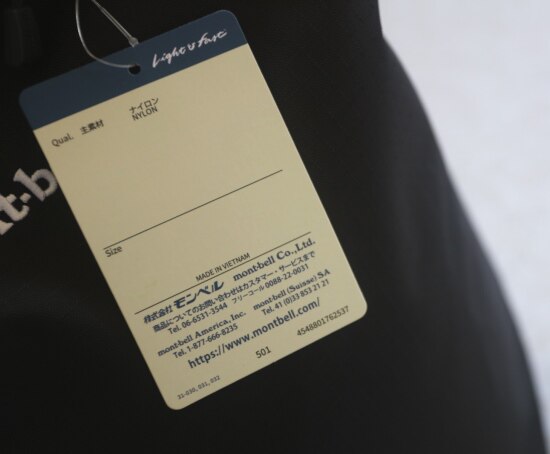 Light & Fast
Qual. 主素材 ナイロン
NYLON
t-b
Size
MADE IN VIETNAM
株式会社 モンベル mont-bell Co., Ltd.
商品についてのお問い合わせはカスタマー・サービスまで
Tel. 06-6531-3544 フリーコール 0088-22-0031
mont-bell America, Inc. mont-bell (Suisse) SA
Tel. 1-877-666-8235 Tel. 41 (0)33 853 21 21
https://www.montbell.com/
501 4548801762537
31-030, 031, 032